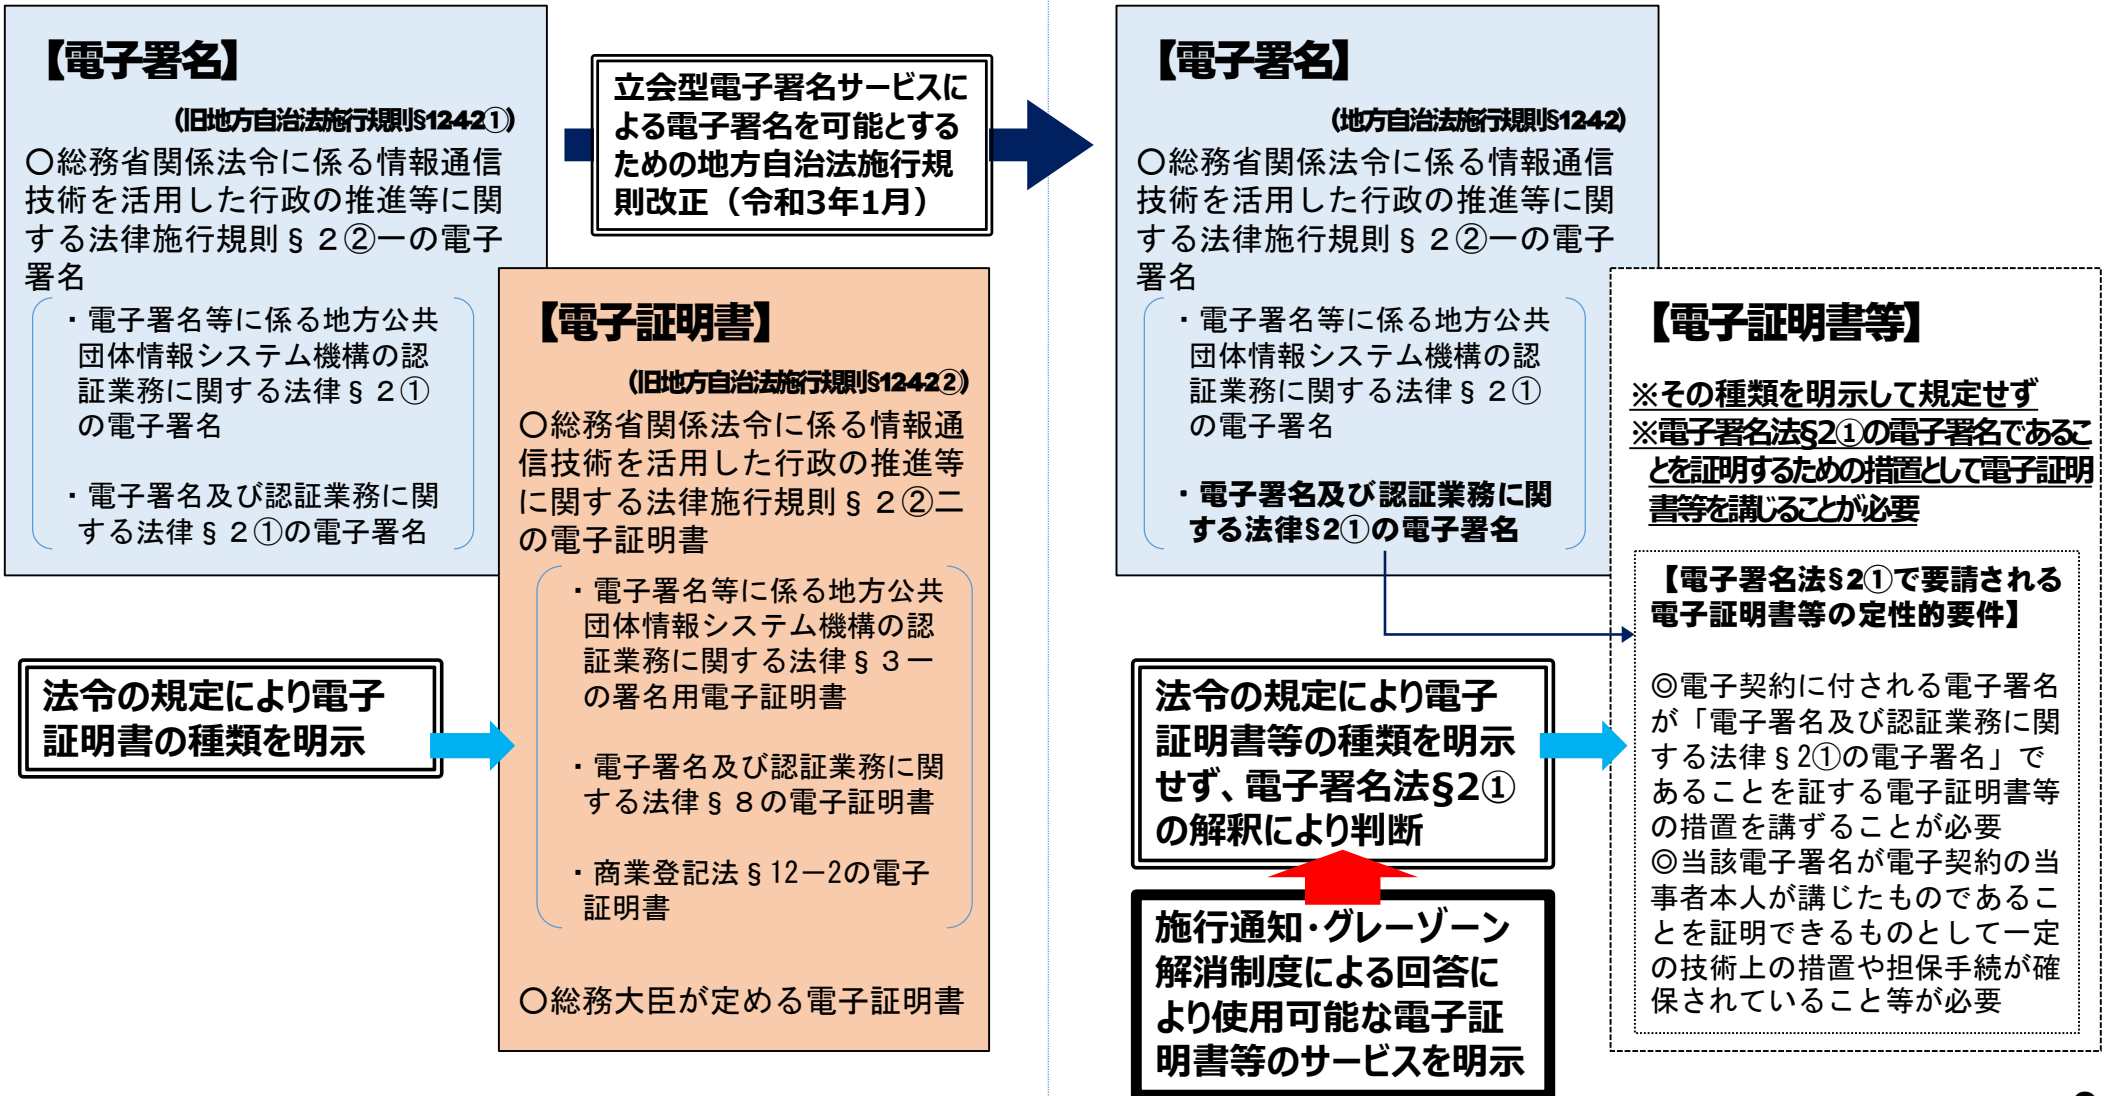 【電子署名】
(旧地方自治法施行規則§12-4-2①)
〇総務省関係法令に係る情報通信
技術を活用した行政の推進等に関
する法律施行規則§２②一の電子
署名
・電子署名等に係る地方公共
団体情報システム機構の認
証業務に関する法律§２①
の電子署名
・電子署名及び認証業務に関
する法律§２①の電子署名
【電子証明書】
(旧地方自治法施行規則§12-4-2②)
〇総務省関係法令に係る情報通
信技術を活用した行政の推進等
に関する法律施行規則§２②二
の電子証明書
・電子署名等に係る地方公共
団体情報システム機構の認
証業務に関する法律§３一
の署名用電子証明書
・電子署名及び認証業務に関
する法律§８の電子証明書
・商業登記法§12－2の電子
証明書
〇総務大臣が定める電子証明書
法令の規定により電子
証明書の種類を明示
立会型電子署名サービスに
よる電子署名を可能とする
ための地方自治法施行規
則改正（令和3年1月）
【電子署名】
(地方自治法施行規則§12-4-2)
〇総務省関係法令に係る情報通信
技術を活用した行政の推進等に関
する法律施行規則§２②一の電子
署名
・電子署名等に係る地方公共
団体情報システム機構の認
証業務に関する法律§２①
の電子署名
・電子署名及び認証業務に関
する法律§2①の電子署名
【電子証明書等】
※その種類を明示して規定せず
※電子署名法§2①の電子署名であるこ
とを証明するための措置として電子証明
書等を講じることが必要
【電子署名法§2①で要請される
電子証明書等の定性的要件】
◎電子契約に付される電子署名
が「電子署名及び認証業務に関
する法律§2①の電子署名」で
あることを証する電子証明書等
の措置を講ずることが必要
◎当該電子署名が電子契約の当
事者本人が講じたものであるこ
とを証明できるものとして一定
の技術上の措置や担保手続が確
保されていること等が必要
法令の規定により電子
証明書等の種類を明示
せず、電子署名法§2①
の解釈により判断
施行通知・グレーゾーン
解消制度による回答に
より使用可能な電子証
明書等のサービスを明示